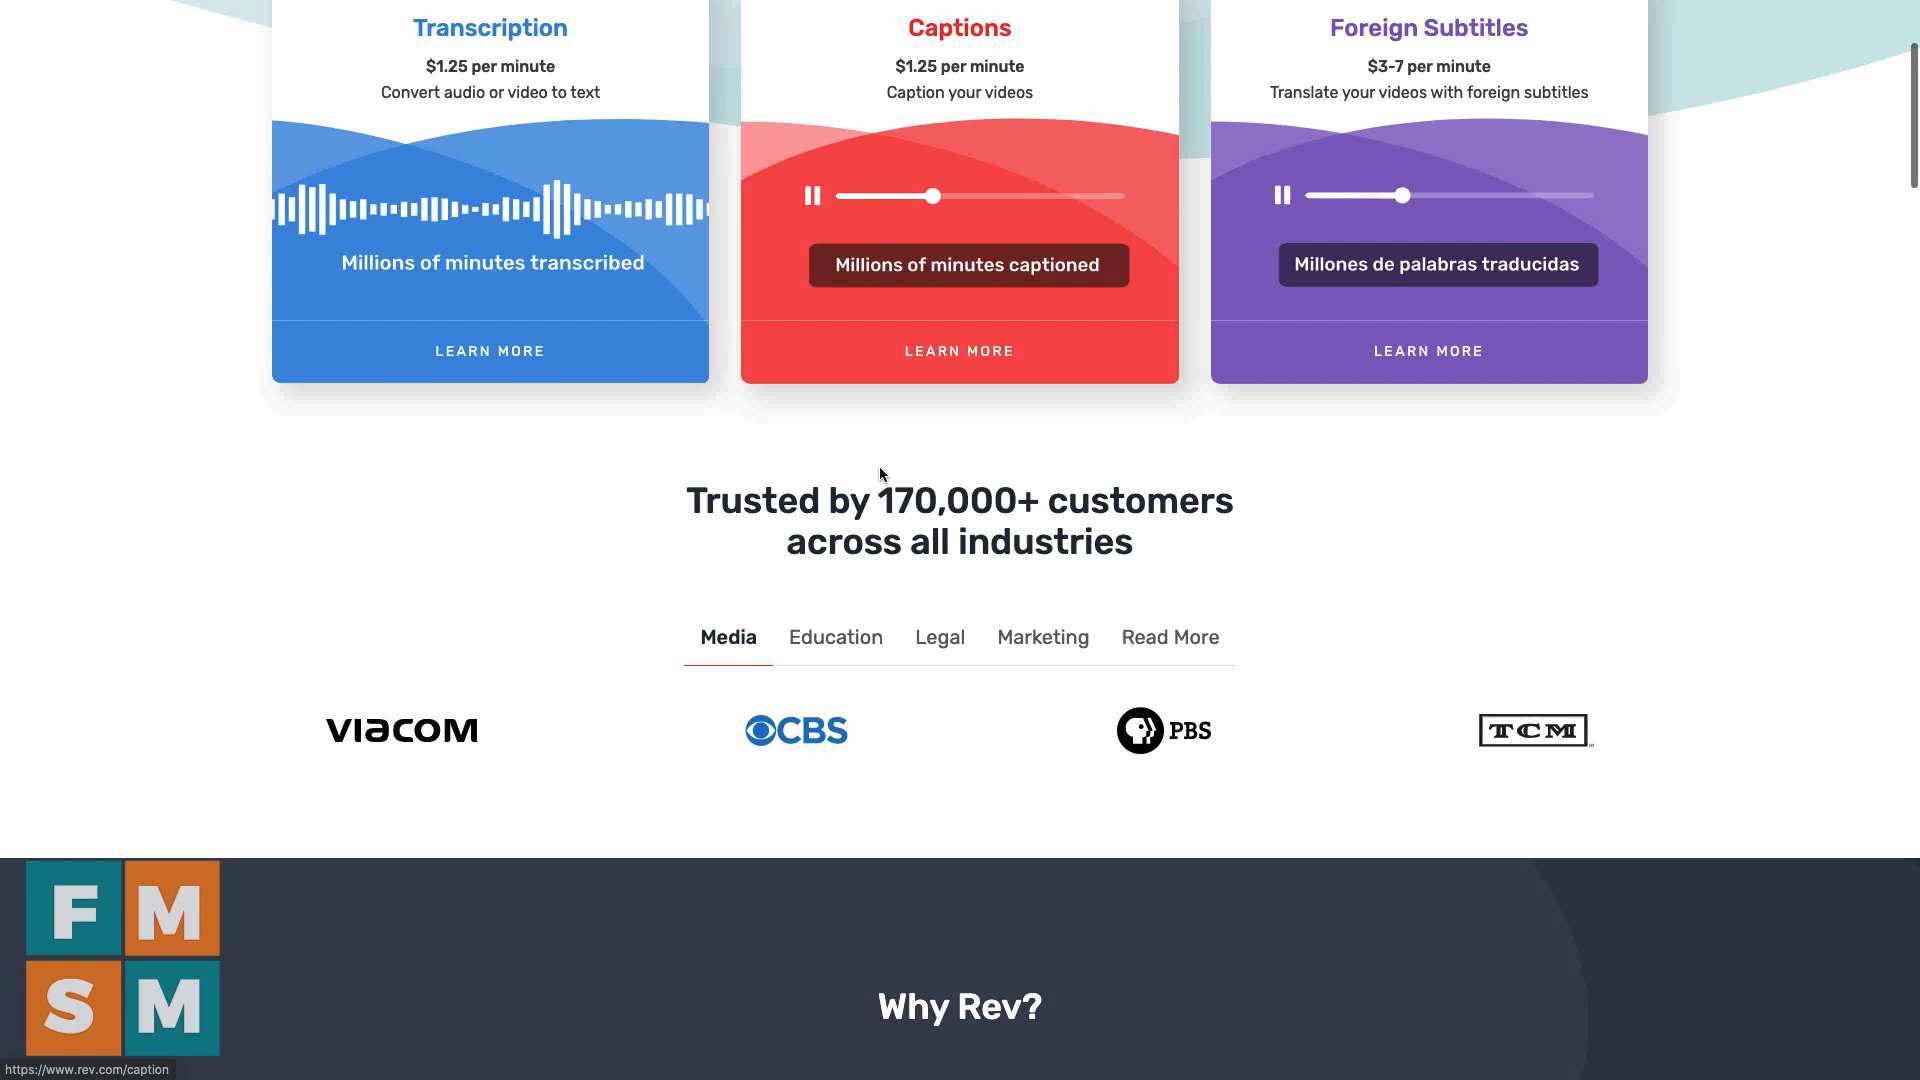 Transcription
$1.25 per minute
Convert audio or video to text
Millions of minutes transcribed
LEARN MORE
Captions
$1.25 per minute
Caption your videos
Millions of minutes captioned
LEARN MORE
Foreign Subtitles
$3-7 per minute
Translate your videos with foreign subtitles
Millones de palabras traducidas
LEARN MORE
Trusted by 170,000+ customers
across all industries
Media Education Legal Marketing Read More
VIACOM CBS PBS TCM
Why Rev?
F M
S M
https://www.rev.com/caption